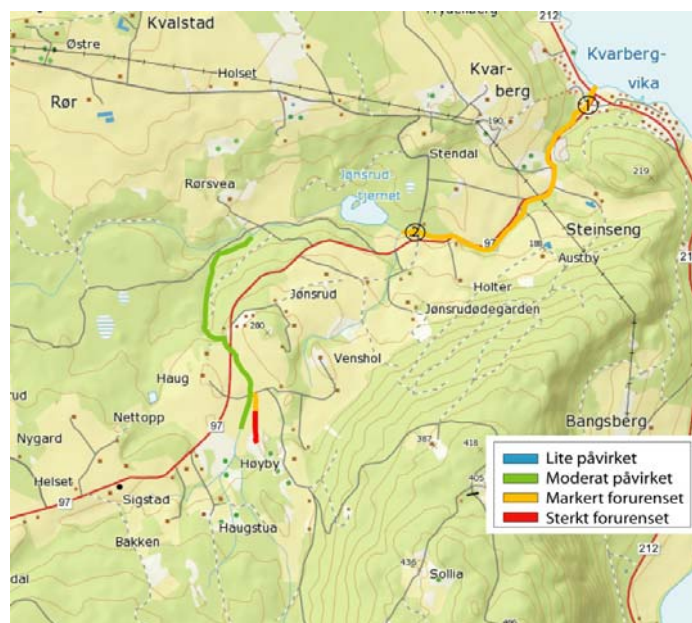 212
Kvalstad
Østre
Kvarberg-
vika
Holset
Kvar-
berg
Rør
1
190
Stendal
219
Rørsvea
Jønsrud
tjernet
2
97
Steinseng
188
Austby
Holter
Jønsrud
Jønsrudødegarden
280
Venshol
Haug
Nettopp
97
Bangsberg
Nygard
387
418
Helset
Høyby
405
97
Sigstad
Haugstua
Bakken
212
436
Sollia
Lite påvirket
Moderat påvirket
Markert forurenset
Sterkt forurenset